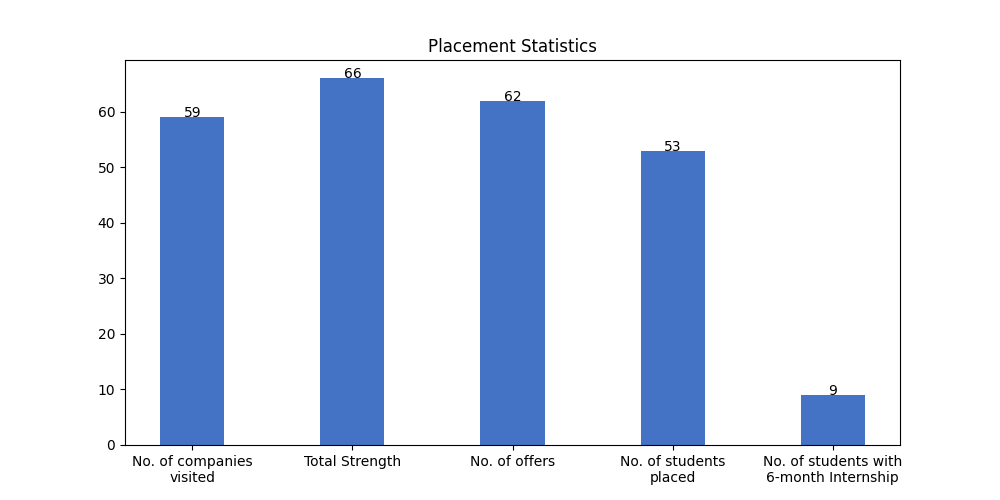 Placement Statistics
66
62
59
53
9
60
50
40
30
20
10
0
No. of companies
visited
Total Strength
No. of offers
No. of students
placed
No. of students with
6-month Internship